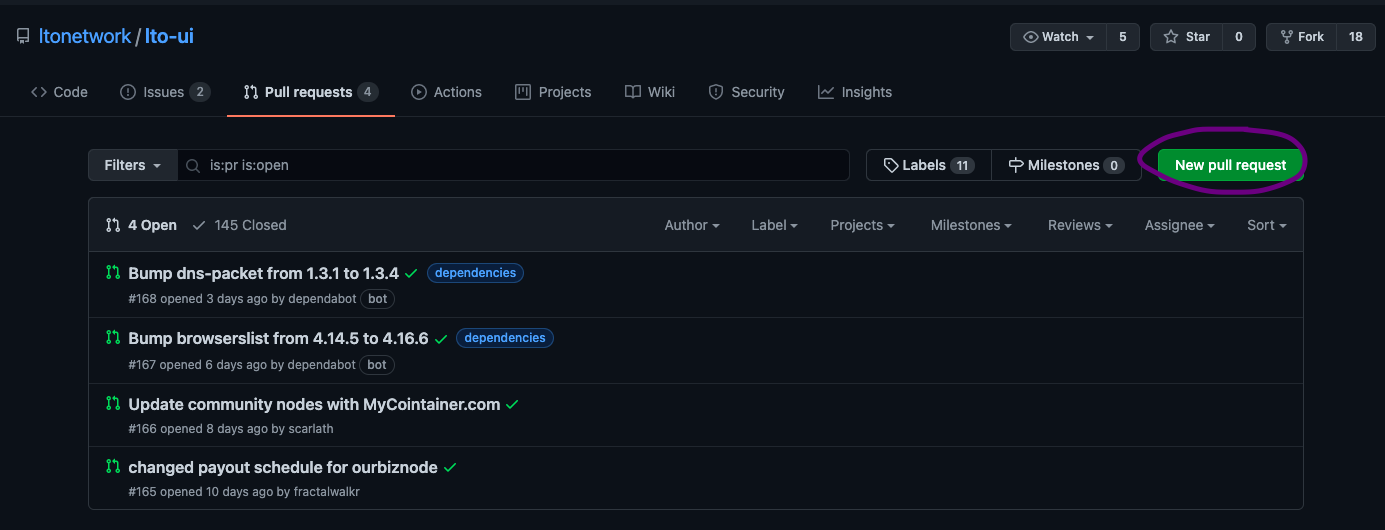 ltonetwork / lto-ui
Watch 5 Star 0 Fork 18
Code Issues 2 Pull requests 4 Actions Projects Wiki Security Insights
Filters is:pr is:open Labels 11 Milestones 0 New pull request
4 Open 145 Closed Author Label Projects Milestones Reviews Assignee Sort
Bump dns-packet from 1.3.1 to 1.3.4 dependencies
#168 opened 3 days ago by dependabot bot
Bump browserslist from 4.14.5 to 4.16.6 dependencies
#167 opened 6 days ago by dependabot bot
Update community nodes with MyCointainer.com
#166 opened 8 days ago by scarlath
changed payout schedule for ourbiznode
#165 opened 10 days ago by fractalwalkr